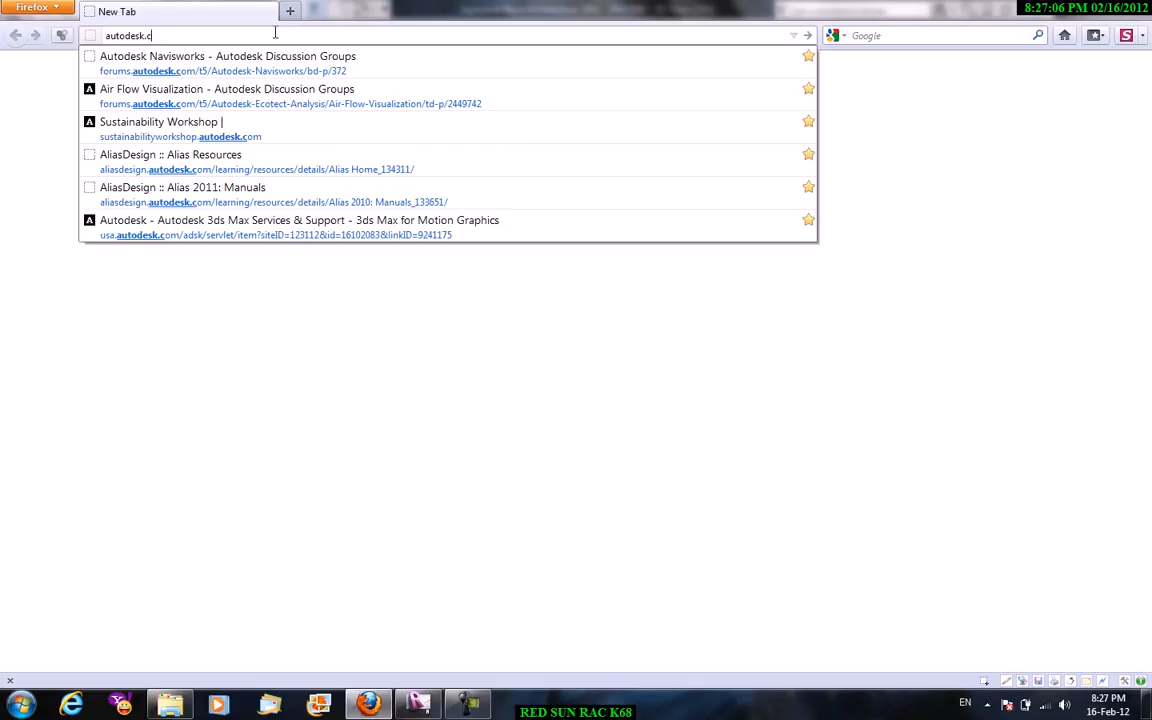 Firefox
New Tab
8:27:06 PM 02/16/2012
autodesk.c
Google
Autodesk Navisworks - Autodesk Discussion Groups
forums.autodesk.com/t5/Autodesk-Navisworks/bd-p/372
Air Flow Visualization - Autodesk Discussion Groups
forums.autodesk.com/t5/Autodesk-Ecotect-Analysis/Air-Flow-Visualization/td-p/2449742
Sustainability Workshop |
sustainabilityworkshop.autodesk.com
AliasDesign :: Alias Resources
aliasdesign.autodesk.com/learning/resources/details/Alias Home_134311/
AliasDesign :: Alias 2011: Manuals
aliasdesign.autodesk.com/learning/resources/details/Alias 2010: Manuals_133651/
Autodesk - Autodesk 3ds Max Services & Support - 3ds Max for Motion Graphics
usa.autodesk.com/adsk/servlet/item?siteID=123112&id=16102083&linkID=9241175
EN
8:27 PM
16-Feb-12
RED SUN RAC K68